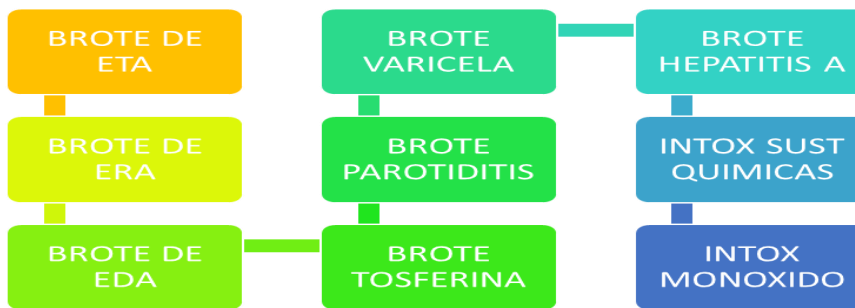 BROTE DE
ETA
BROTE DE
ERA
BROTE DE
EDA
BROTE
TOSFERINA
BROTE
PAROTIDITIS
BROTE
VARICELA
BROTE
HEPATITIS A
INTOX SUST
QUIMICAS
INTOX
MONOXIDO